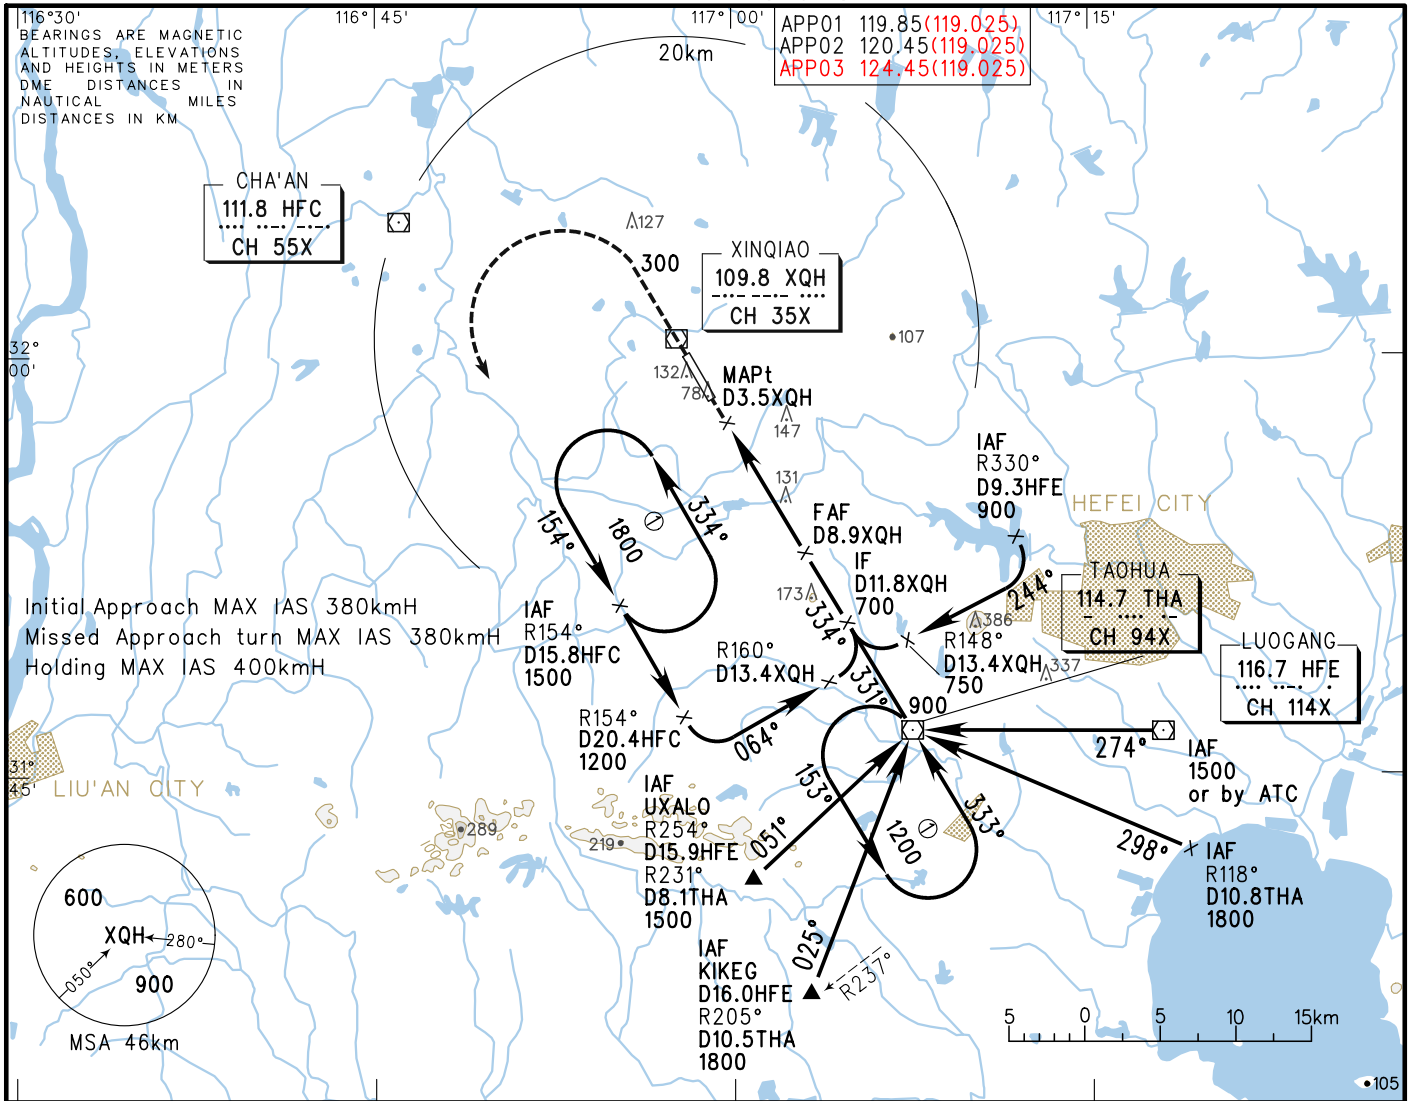 116°30'
116°45'
117°00'
117°15'
BEARINGS ARE MAGNETIC
ALTITUDES, ELEVATIONS
AND HEIGHTS IN METERS
DME DISTANCES IN
NAUTICAL MILES
DISTANCES IN KM
APP01 119.85(119.025)
APP02 120.45(119.025)
APP03 124.45(119.025)
20km
CHA'AN
111.8 HFC
CH 55X
127
300
XINQIAO
109.8 XQH
CH 35X
107
32°
00'
132
78
MAPt
D3.5XQH
147
131
IAF
R330°
D9.3HFE
900
HEFEI CITY
154°
1800
1
334°
FAF
D8.9XQH
IF
D11.8XQH
700
173
334°
244°
TAOHUA
114.7 THA
CH 94X
386
337
R148°
D13.4XQH
750
LUOGANG
116.7 HFE
CH 114X
Initial Approach MAX IAS 380kmH
Missed Approach turn MAX IAS 380kmH
Holding MAX IAS 400kmH
IAF
R154°
D15.8HFC
1500
R160°
D13.4XQH
331°
900
R154°
D20.4HFC
1200
064°
274°
IAF
1500
or by ATC
31°
45'
LIU'AN CITY
289
219
IAF
UXALO
R254°
D15.9HFE
R231°
D8.1THA
1500
051°
153°
1200
1
333°
298°
IAF
R118°
D10.8THA
1800
600
XQH
280°
050°
900
MSA 46km
IAF
KIKEG
D16.0HFE
R205°
D10.5THA
1800
025°
R237°
5 0 5 10 15km
105